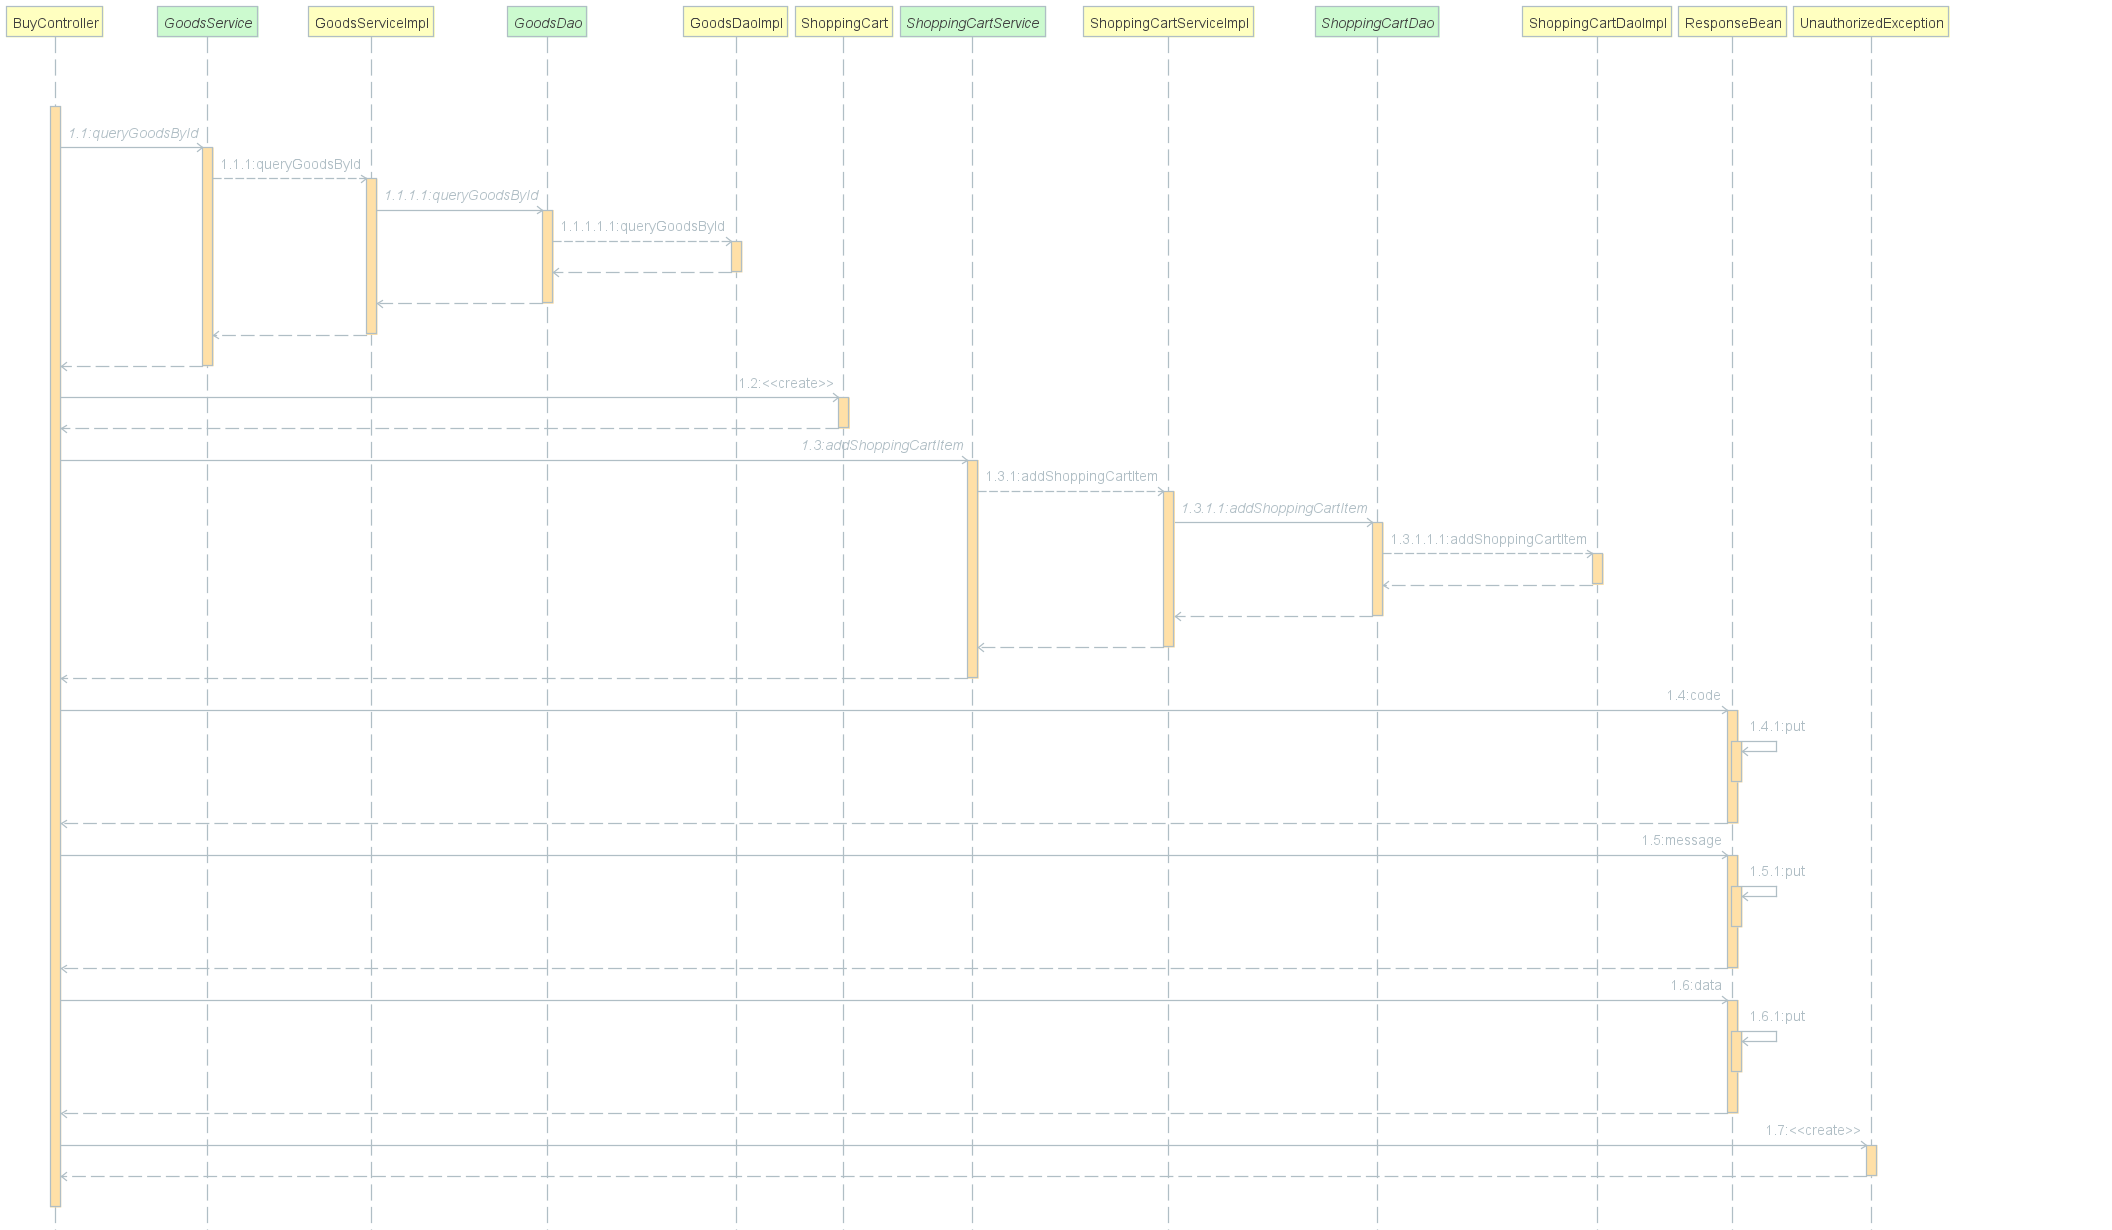 BuyController
GoodsService
GoodsServiceImpl
GoodsDao
GoodsDaoImpl
ShoppingCart
ShoppingCartService
ShoppingCartServiceImpl
ShoppingCartDao
ShoppingCartDaoImpl
ResponseBean
UnauthorizedException
1.1:queryGoodsById
1.1.1:queryGoodsById
1.1.1.1:queryGoodsById
1.1.1.1.1:queryGoodsById
1.2:<<create>>
1.3:addShoppingCartItem
1.3.1:addShoppingCartItem
1.3.1.1:addShoppingCartItem
1.3.1.1.1:addShoppingCartItem
1.4:code
1.4.1:put
1.5:message
1.5.1:put
1.6:data
1.6.1:put
1.7:<<create>>